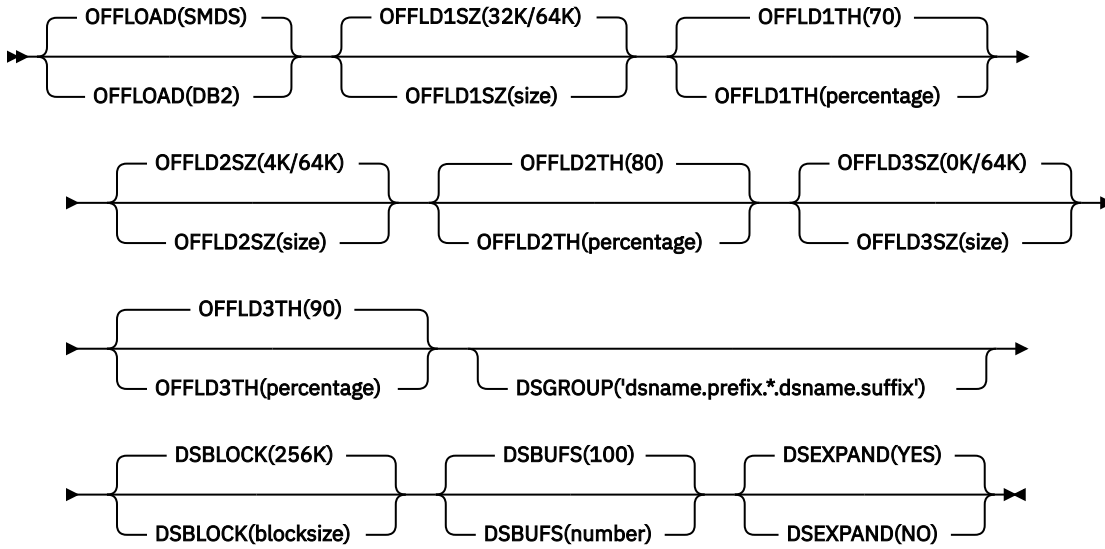 OFFLOAD(SMDS) OFFLD1SZ(32K/64K) OFFLD1TH(70)
OFFLOAD(DB2) OFFLD1SZ(size) OFFLD1TH(percentage)
OFFLD2SZ(4K/64K) OFFLD2TH(80) OFFLD3SZ(0K/64K)
OFFLD2SZ(size) OFFLD2TH(percentage) OFFLD3SZ(size)
OFFLD3TH(90)
OFFLD3TH(percentage) DSGROUP('dsname.prefix.*.dsname.suffix')
DSBLOCK(256K) DSBUFS(100) DSEXPAND(YES)
DSBLOCK(blocksize) DSBUFS(number) DSEXPAND(NO)